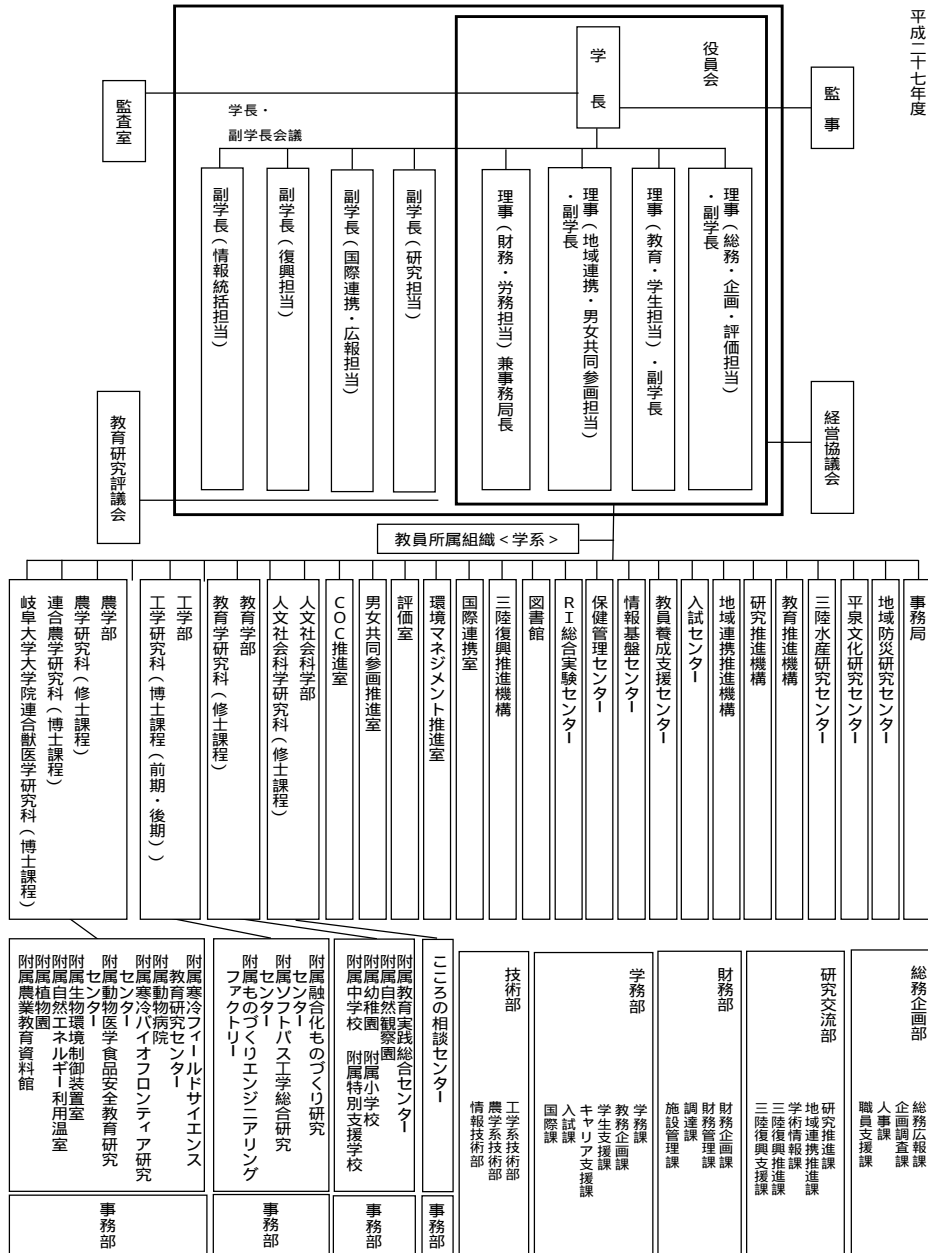 平成二十七年度
役員会
学長
監事
監査室
学長・
副学長会議
理事(総務・企画・評価担当)
・副学長
理事(教育・学生担当)・副学長
理事(地域連携・男女共同参画担当)
・副学長
理事(財務・労務担当)兼事務局長
副学長(研究担当)
副学長(国際連携・広報担当)
副学長(復興担当)
副学長(情報統括担当)
経営協議会
教育研究評議会
教員所属組織<学系>
事務局
地域防災研究センター
平泉文化研究センター
三陸水産研究センター
教育推進機構
研究推進機構
地域連携推進機構
入試センター
教員養成支援センター
情報基盤センター
保健管理センター
RI総合実験センター
図書館
三陸復興推進機構
国際連携室
環境マネジメント推進室
評価室
男女共同参画推進室
COC推進室
人文社会科学部
人文社会科学研究科(修士課程)
教育学部
教育学研究科(修士課程)
工学部
工学研究科(博士課程(前期・後期))
農学部
農学研究科(修士課程)
連合農学研究科(博士課程)
岐阜大学大学院連合獣医学研究科(博士課程)
総務企画部
総務広報課
企画調査課
人事課
職員支援課
研究交流部
研究推進課
地域連携推進課
学術情報課
三陸復興推進課
三陸復興支援課
財務部
財務企画課
財務管理課
調達課
施設管理課
学務部
学務課
教務企画課
学生支援課
キャリア支援課
入試課
国際課
技術部
工学系技術部
農学系技術部
情報技術部
こころの相談センター
事務部
附属教育実践総合センター
附属自然観察園
附属幼稚園 附属小学校
附属中学校 附属特別支援学校
事務部
附属融合化ものづくり研究
センター
附属ソフトパス工学総合研究
センター
附属ものづくりエンジニアリング
ファクトリー
事務部
附属寒冷フィールドサイエンス
教育研究センター
附属動物病院
附属寒冷バイオフロンティア研究
センター
附属動物医学食品安全教育研究
センター
附属生物環境制御装置室
附属自然エネルギー利用温室
附属植物園
附属農業教育資料館
事務部